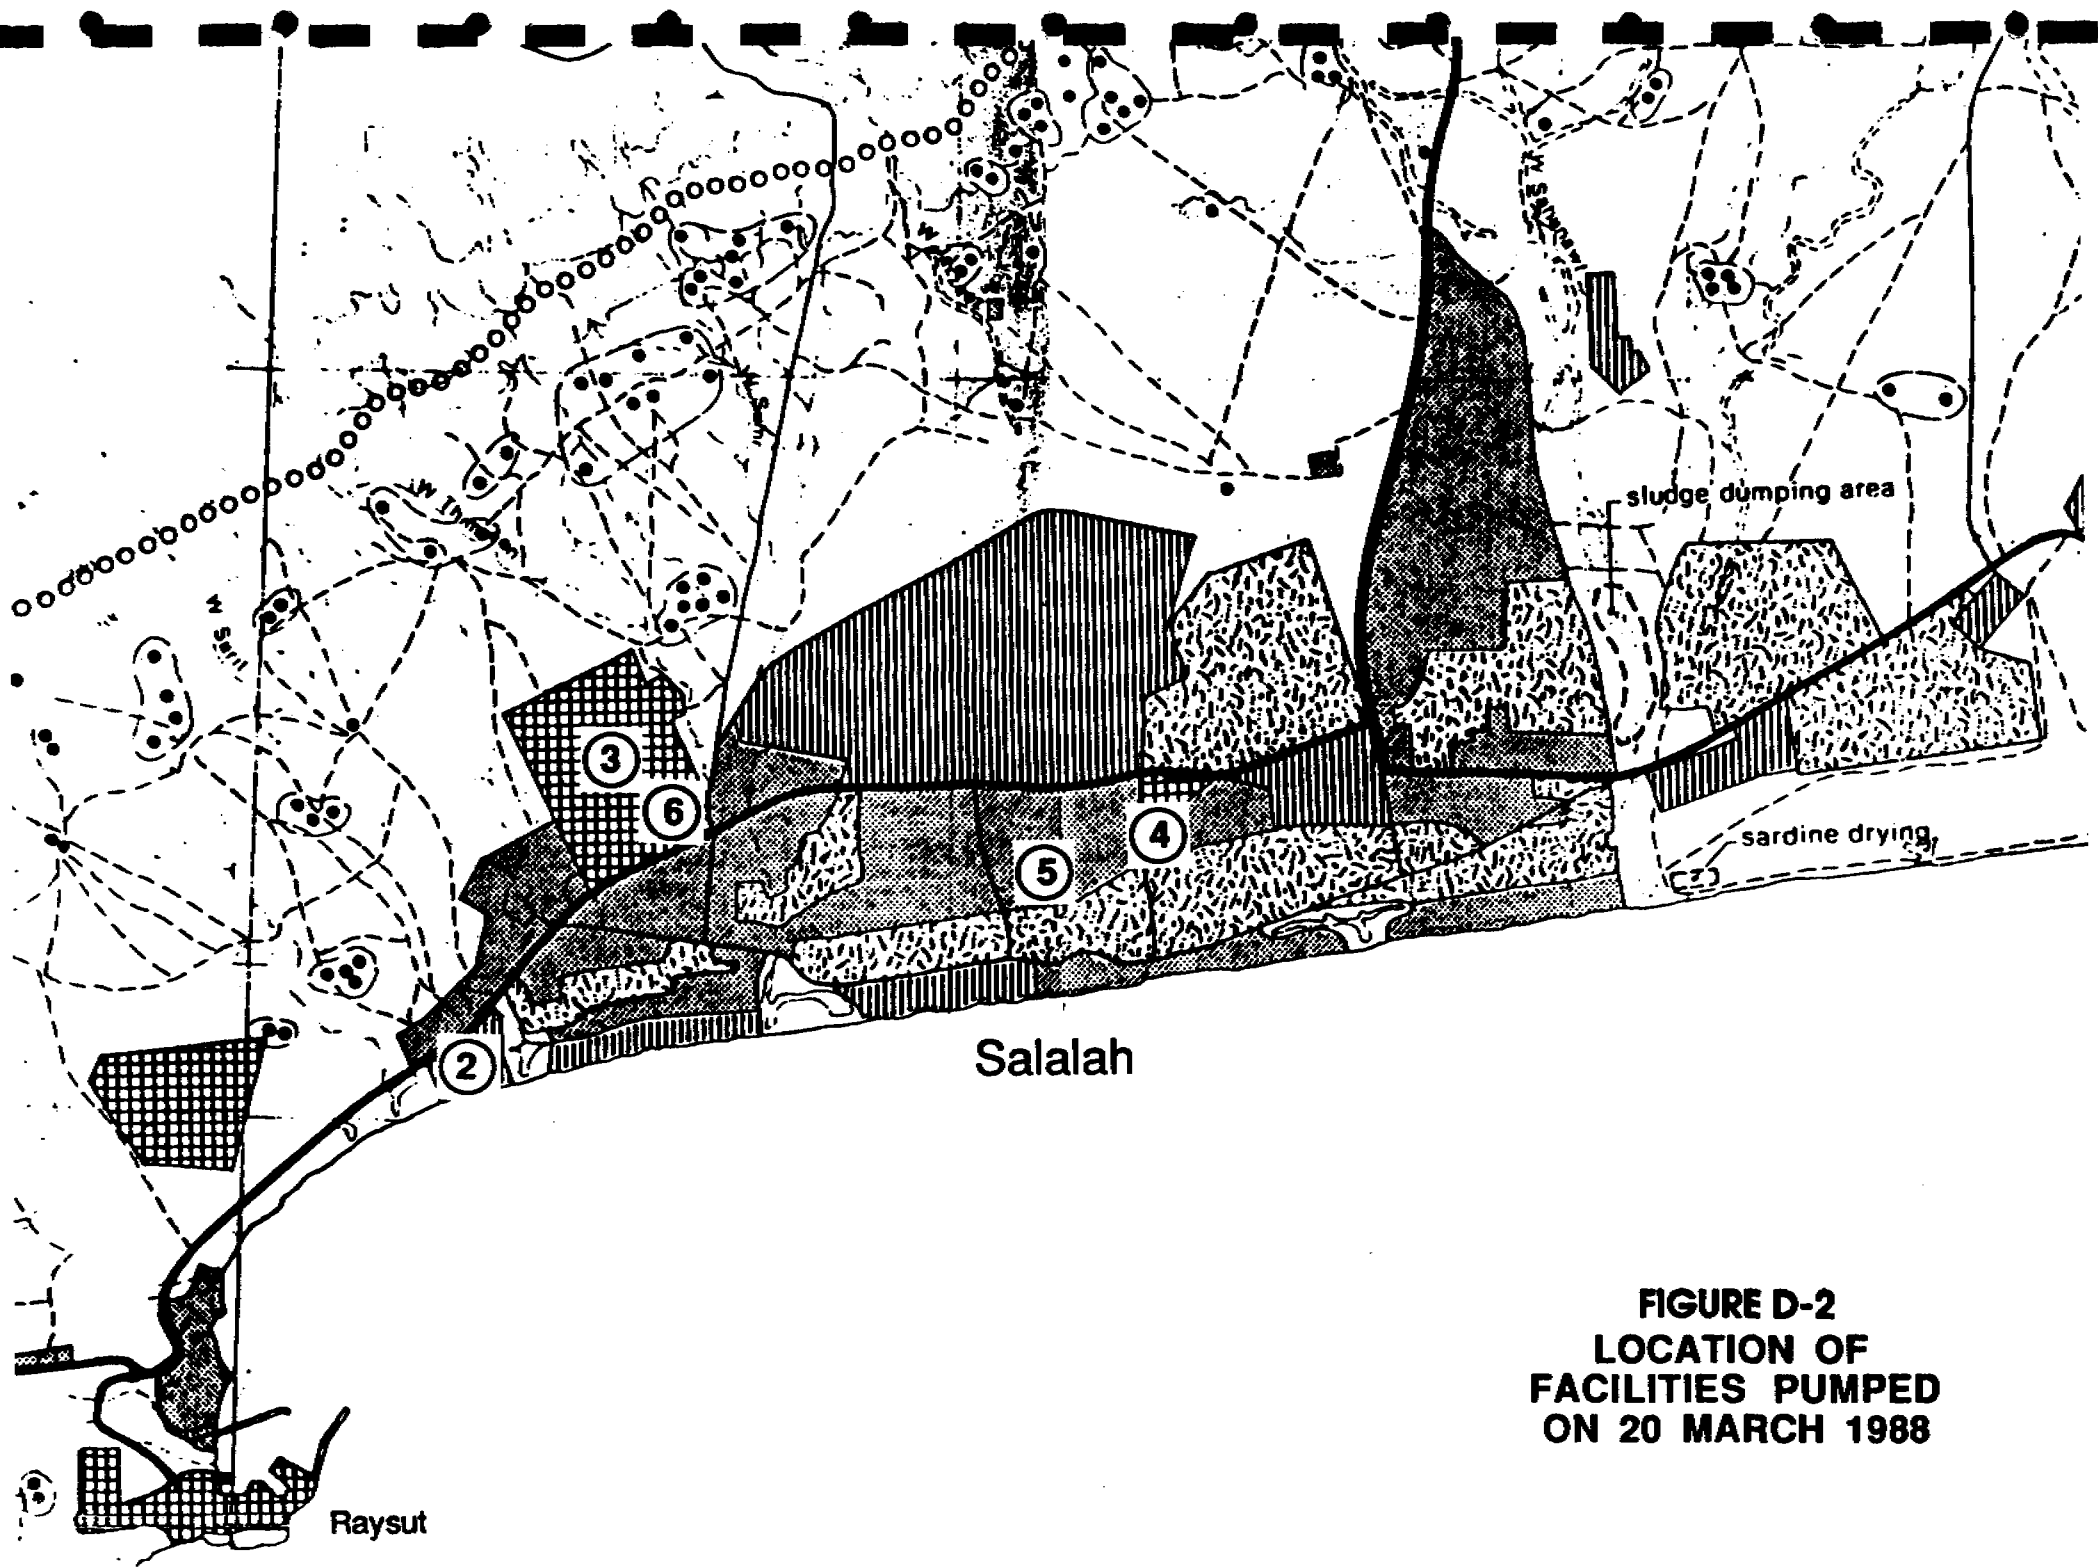 sludge dumping area
3
6
4
sardine drying
5
2
Salalah
FIGURE D-2
LOCATION OF
FACILITIES PUMPED
ON 20 MARCH 1988
Raysut